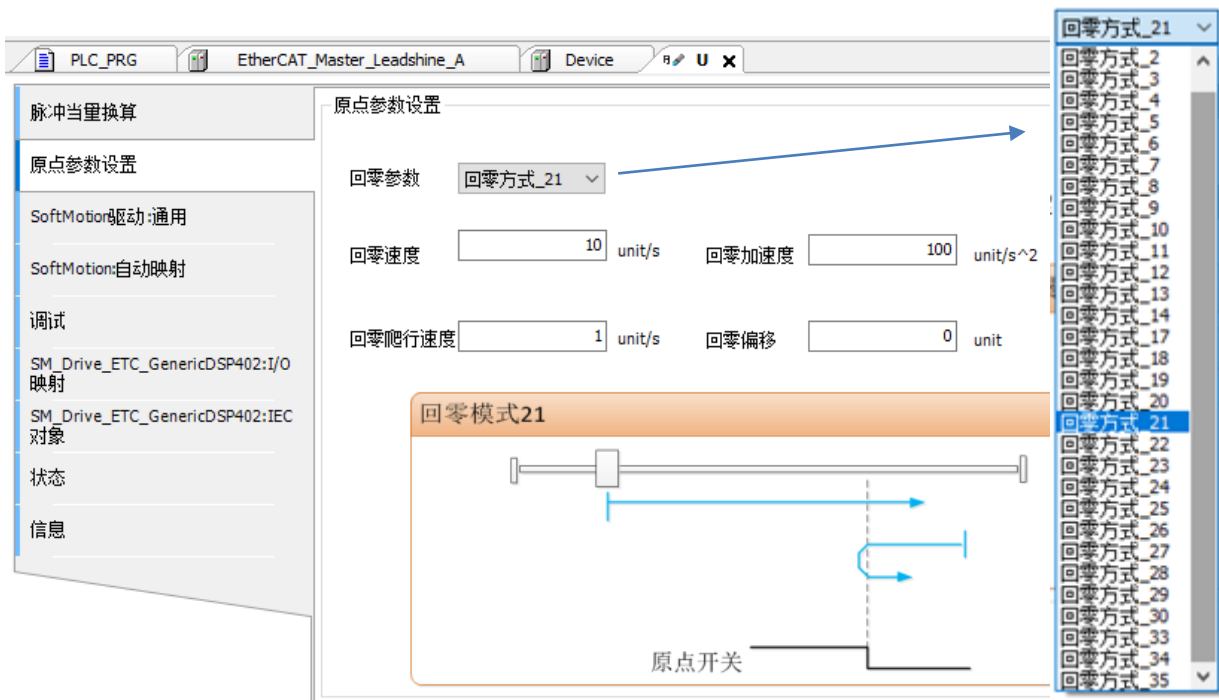 PLC_PRG
EtherCAT_Master_Leadshine_A
Device
U
脉冲当量换算
原点参数设置
SoftMotion驱动:通用
SoftMotion:自动映射
调试
SM_Drive_ETC_GenericDSP402:I/O
映射
SM_Drive_ETC_GenericDSP402:IEC
对象
状态
信息
原点参数设置
回零参数 回零方式_21
回零速度 10 unit/s 回零加速度 100 unit/s^2
回零爬行速度 1 unit/s 回零偏移 0 unit
回零模式21
原点开关
回零方式_21
回零方式_2
回零方式_3
回零方式_4
回零方式_5
回零方式_6
回零方式_7
回零方式_8
回零方式_9
回零方式_10
回零方式_11
回零方式_12
回零方式_13
回零方式_14
回零方式_17
回零方式_18
回零方式_19
回零方式_20
回零方式_21
回零方式_22
回零方式_23
回零方式_24
回零方式_25
回零方式_26
回零方式_27
回零方式_28
回零方式_29
回零方式_30
回零方式_33
回零方式_34
回零方式_35